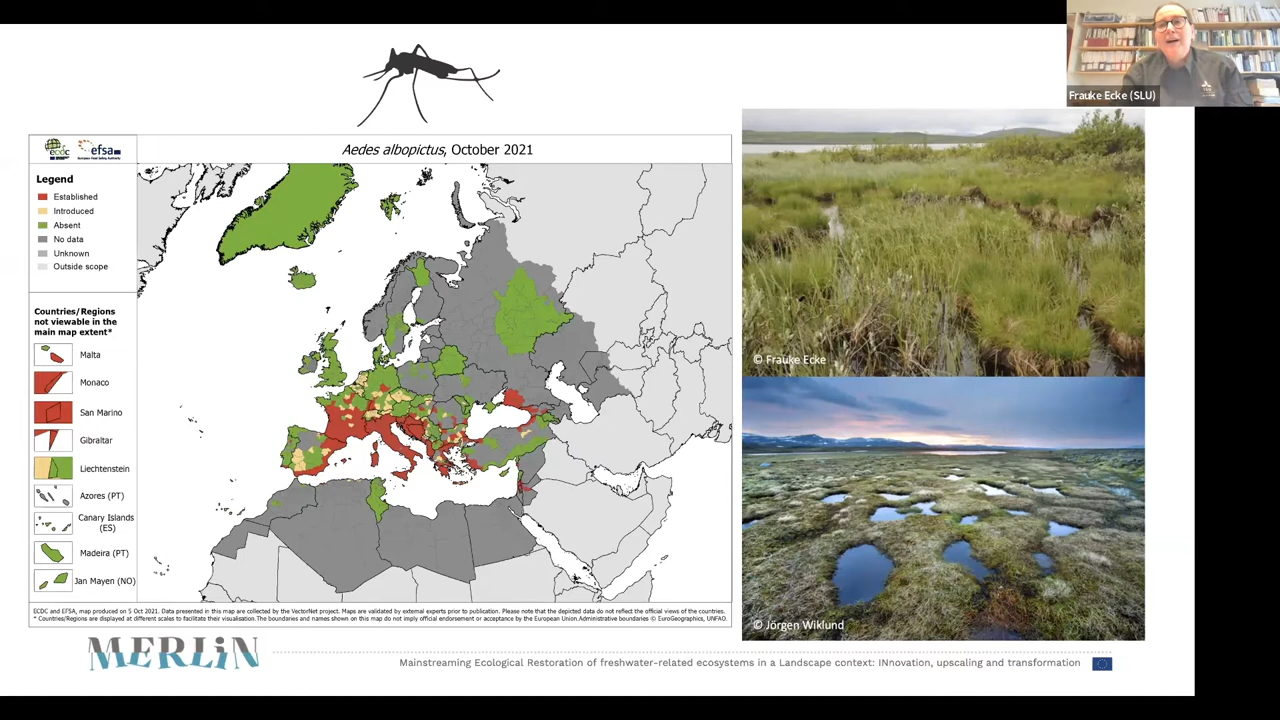 Frauke Ecke (SLU)
ecdc
efsa
European Food Safety Authority
Aedes albopictus, October 2021
Legend
Established
Introduced
Absent
No data
Unknown
Outside scope
Countries/Regions
not viewable in the
main map extent*
Malta
Monaco
San Marino
Gibraltar
Liechtenstein
Azores (PT)
Canary Islands
(ES)
Madeira (PT)
Jan Mayen (NO)
ECDC and EFSA, map produced on 5 Oct 2021. Data presented in this map are collected by the VectorNet project. Maps are validated by external experts prior to publication. Please note that the depicted data do not reflect the official views of the countries.
* Countries/Regions are displayed at different scales to facilitate their visualisation.The boundaries and names shown on this map do not imply official endorsement or acceptance by the European Union.Administrative boundaries © EuroGeographics, UNFAO.
© Frauke Ecke
© Jörgen Wiklund
MERLiN
Mainstreaming Ecological Restoration of freshwater-related ecosystems in a Landscape context: INnovation, upscaling and transformation